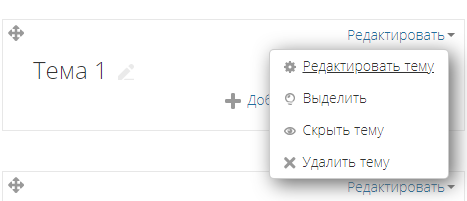 Редактировать
Тема 1
Редактировать тему
Выделить
Скрыть тему
Удалить тему
Редактировать